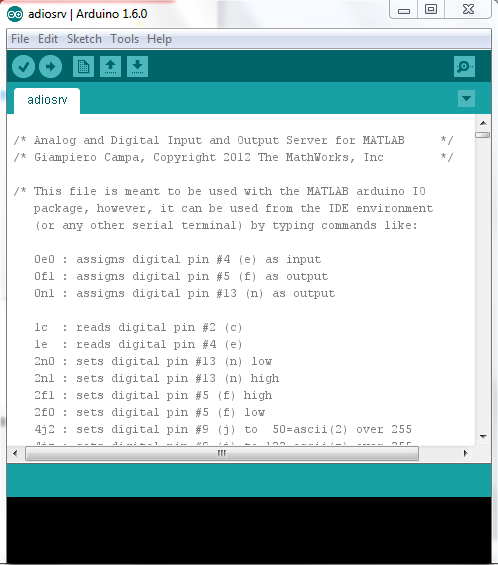 adiosrv | Arduino 1.6.0
File Edit Sketch Tools Help
adiosrv
/* Analog and Digital Input and Output Server for MATLAB */
/* Giampiero Campa, Copyright 2012 The MathWorks, Inc */
/* This file is meant to be used with the MATLAB arduino IO
package, however, it can be used from the IDE environment
(or any other serial terminal) by typing commands like:
0e0 : assigns digital pin #4 (e) as input
0f1 : assigns digital pin #5 (f) as output
0n1 : assigns digital pin #13 (n) as output
1c : reads digital pin #2 (c)
1e : reads digital pin #4 (e)
2n0 : sets digital pin #13 (n) low
2n1 : sets digital pin #13 (n) high
2f1 : sets digital pin #5 (f) high
2f0 : sets digital pin #5 (f) low
4j2 : sets digital pin #9 (j) to 50=ascii(2) over 255